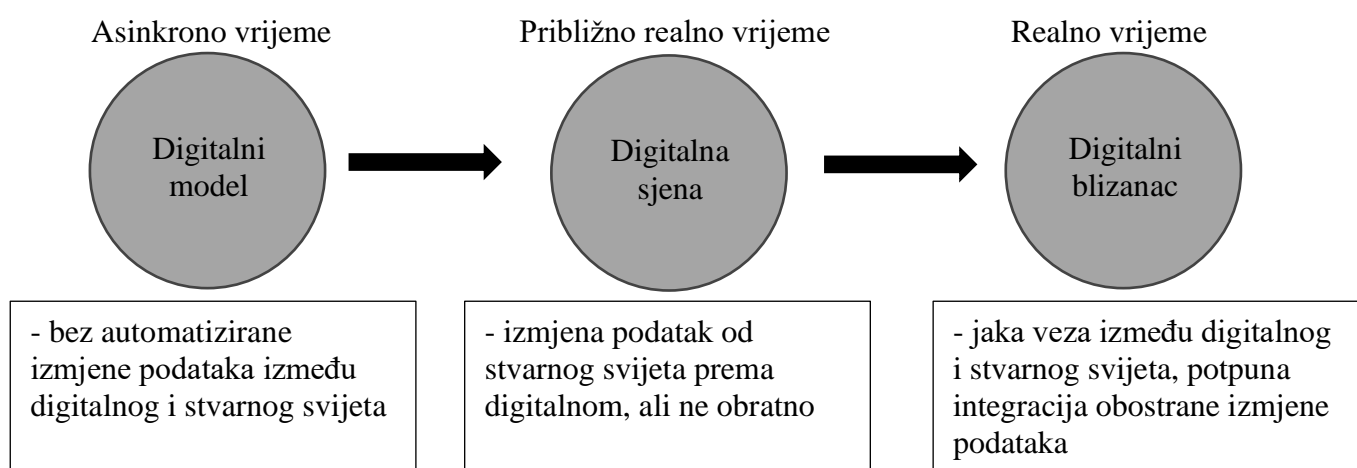 Asinkrono vrijeme
Približno realno vrijeme
Realno vrijeme
Digitalni
model
Digitalna
sjena
Digitalni
blizanac
- bez automatizirane
izmjene podataka između
digitalnog i stvarnog svijeta
- izmjena podatak od
stvarnog svijeta prema
digitalnom, ali ne obratno
- jaka veza između digitalnog
i stvarnog svijeta, potpuna
integracija obostrane izmjene
podataka